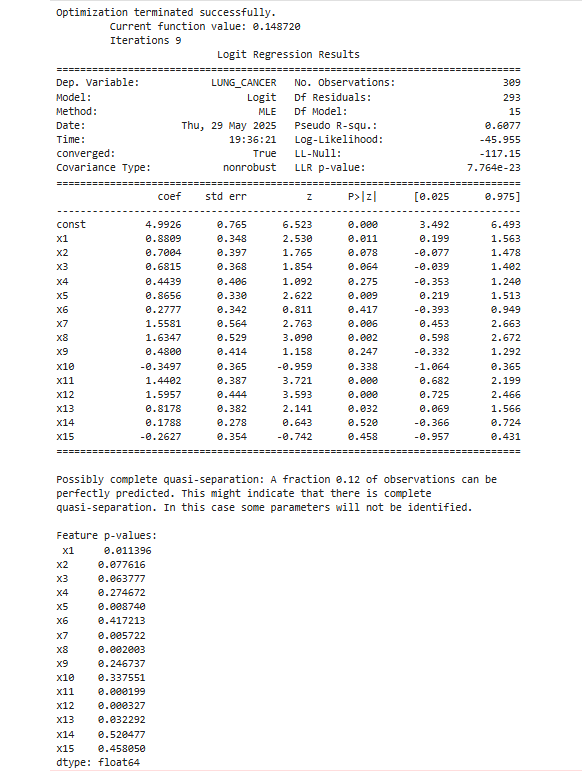 Optimization terminated successfully.
         Current function value: 0.148720
         Iterations 9
                           Logit Regression Results
==============================================================================
Dep. Variable:            LUNG_CANCER   No. Observations:                  309
Model:                          Logit   Df Residuals:                      293
Method:                           MLE   Df Model:                           15
Date:                Thu, 29 May 2025   Pseudo R-squ.:                  0.6077
Time:                        19:36:21   Log-Likelihood:                -45.955
converged:                       True   LL-Null:                       -117.15
Covariance Type:            nonrobust   LLR p-value:                 7.764e-23
==============================================================================
                 coef    std err          z      P>|z|      [0.025      0.975]
------------------------------------------------------------------------------
const          4.9926      0.765      6.523      0.000       3.492       6.493
x1             0.8809      0.348      2.530      0.011       0.199       1.563
x2             0.7004      0.397      1.765      0.078      -0.077       1.478
x3             0.6815      0.368      1.854      0.064      -0.039       1.402
x4             0.4439      0.406      1.092      0.275      -0.353       1.240
x5             0.8656      0.330      2.622      0.009       0.219       1.513
x6             0.2777      0.342      0.811      0.417      -0.393       0.949
x7             1.5581      0.564      2.763      0.006       0.453       2.663
x8             1.6347      0.529      3.090      0.002       0.598       2.672
x9             0.4800      0.414      1.158      0.247      -0.332       1.292
x10           -0.3497      0.365     -0.959      0.338      -1.064       0.365
x11            1.4402      0.387      3.721      0.000       0.682       2.199
x12            1.5957      0.444      3.593      0.000       0.725       2.466
x13            0.8178      0.382      2.141      0.032       0.069       1.566
x14            0.1788      0.278      0.643      0.520      -0.366       0.724
x15           -0.2627      0.354     -0.742      0.458      -0.957       0.431
==============================================================================
Possibly complete quasi-separation: A fraction 0.12 of observations can be
perfectly predicted. This might indicate that there is complete
quasi-separation. In this case some parameters will not be identified.
Feature p-values:
 x1     0.011396
x2     0.077616
x3     0.063777
x4     0.274672
x5     0.008740
x6     0.417213
x7     0.005722
x8     0.002003
x9     0.246737
x10    0.337551
x11    0.000199
x12    0.000327
x13    0.032292
x14    0.520477
x15    0.458050
dtype: float64